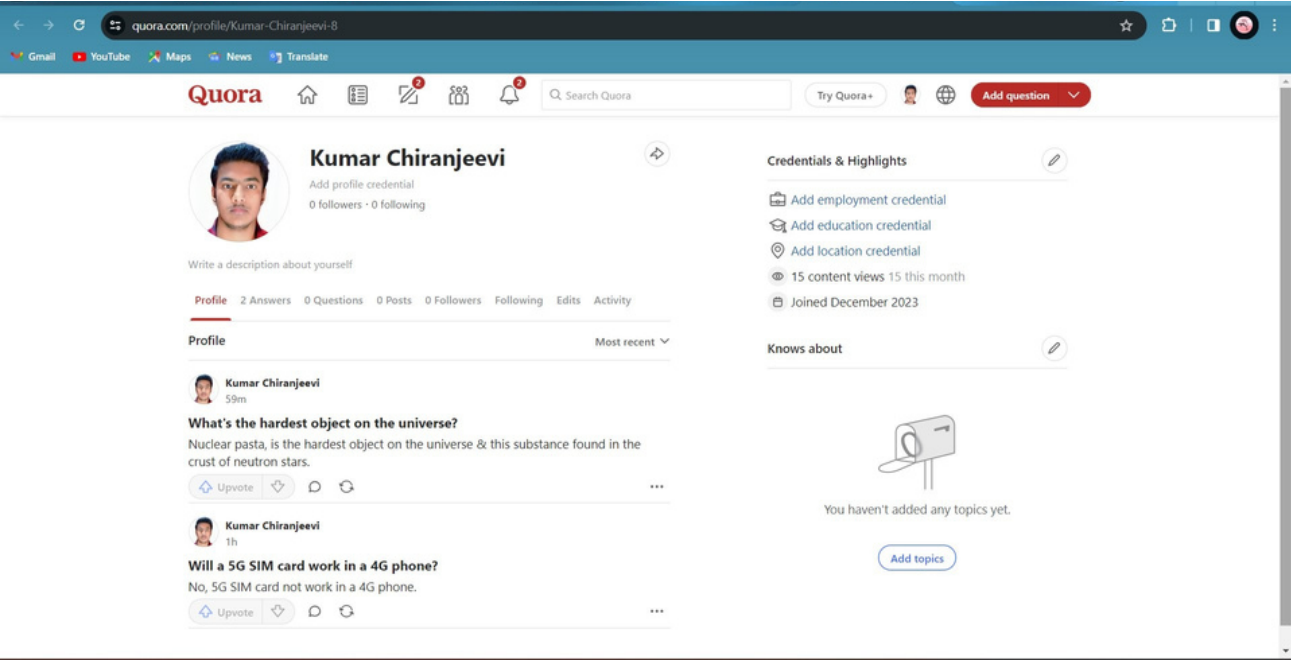 quora.com/profile/Kumar-Chiranjeevi-8
Gmail YouTube Maps News Translate
Quora 2 2 Search Quora Try Quora+ Add question
Kumar Chiranjeevi
Add profile credential
0 followers · 0 following
Write a description about yourself
Profile 2 Answers 0 Questions 0 Posts 0 Followers Following Edits Activity
Profile Most recent
Kumar Chiranjeevi
59m
What's the hardest object on the universe?
Nuclear pasta, is the hardest object on the universe & this substance found in the
crust of neutron stars.
Upvote
Kumar Chiranjeevi
1h
Will a 5G SIM card work in a 4G phone?
No, 5G SIM card not work in a 4G phone.
Upvote
Credentials & Highlights
Add employment credential
Add education credential
Add location credential
15 content views 15 this month
Joined December 2023
Knows about
You haven't added any topics yet.
Add topics